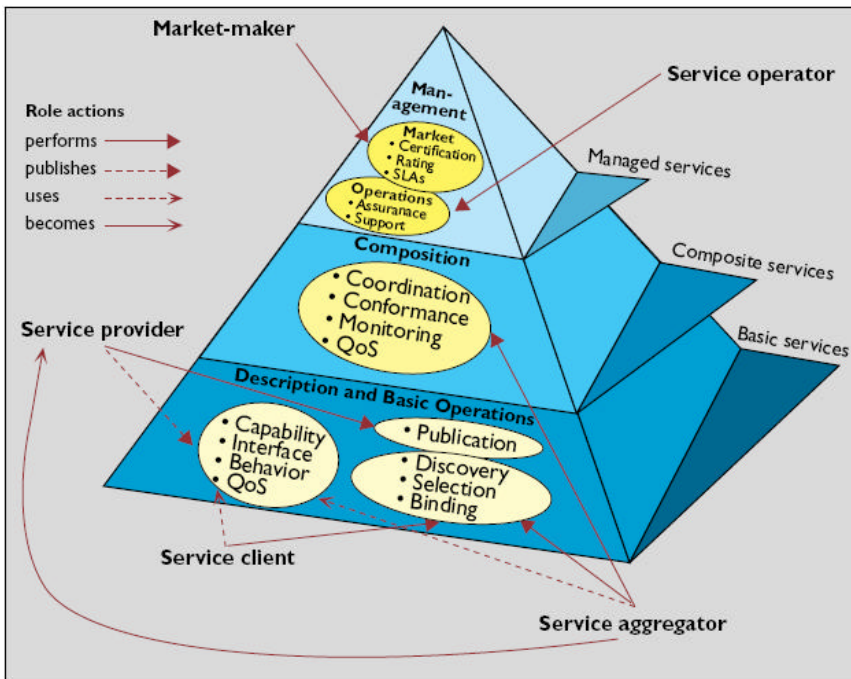 Market-maker
Service operator
Role actions
performs
publishes
uses
becomes
Man-
agement
Market
• Certification
• Rating
• SLAs
Operations
• Assuranace
• Support
Managed services
Composition
• Coordination
• Conformance
• Monitoring
• QoS
Composite services
Service provider
Description and Basic Operations
• Capability
• Interface
• Behavior
• QoS
• Publication
• Discovery
• Selection
• Binding
Basic services
Service client
Service aggregator